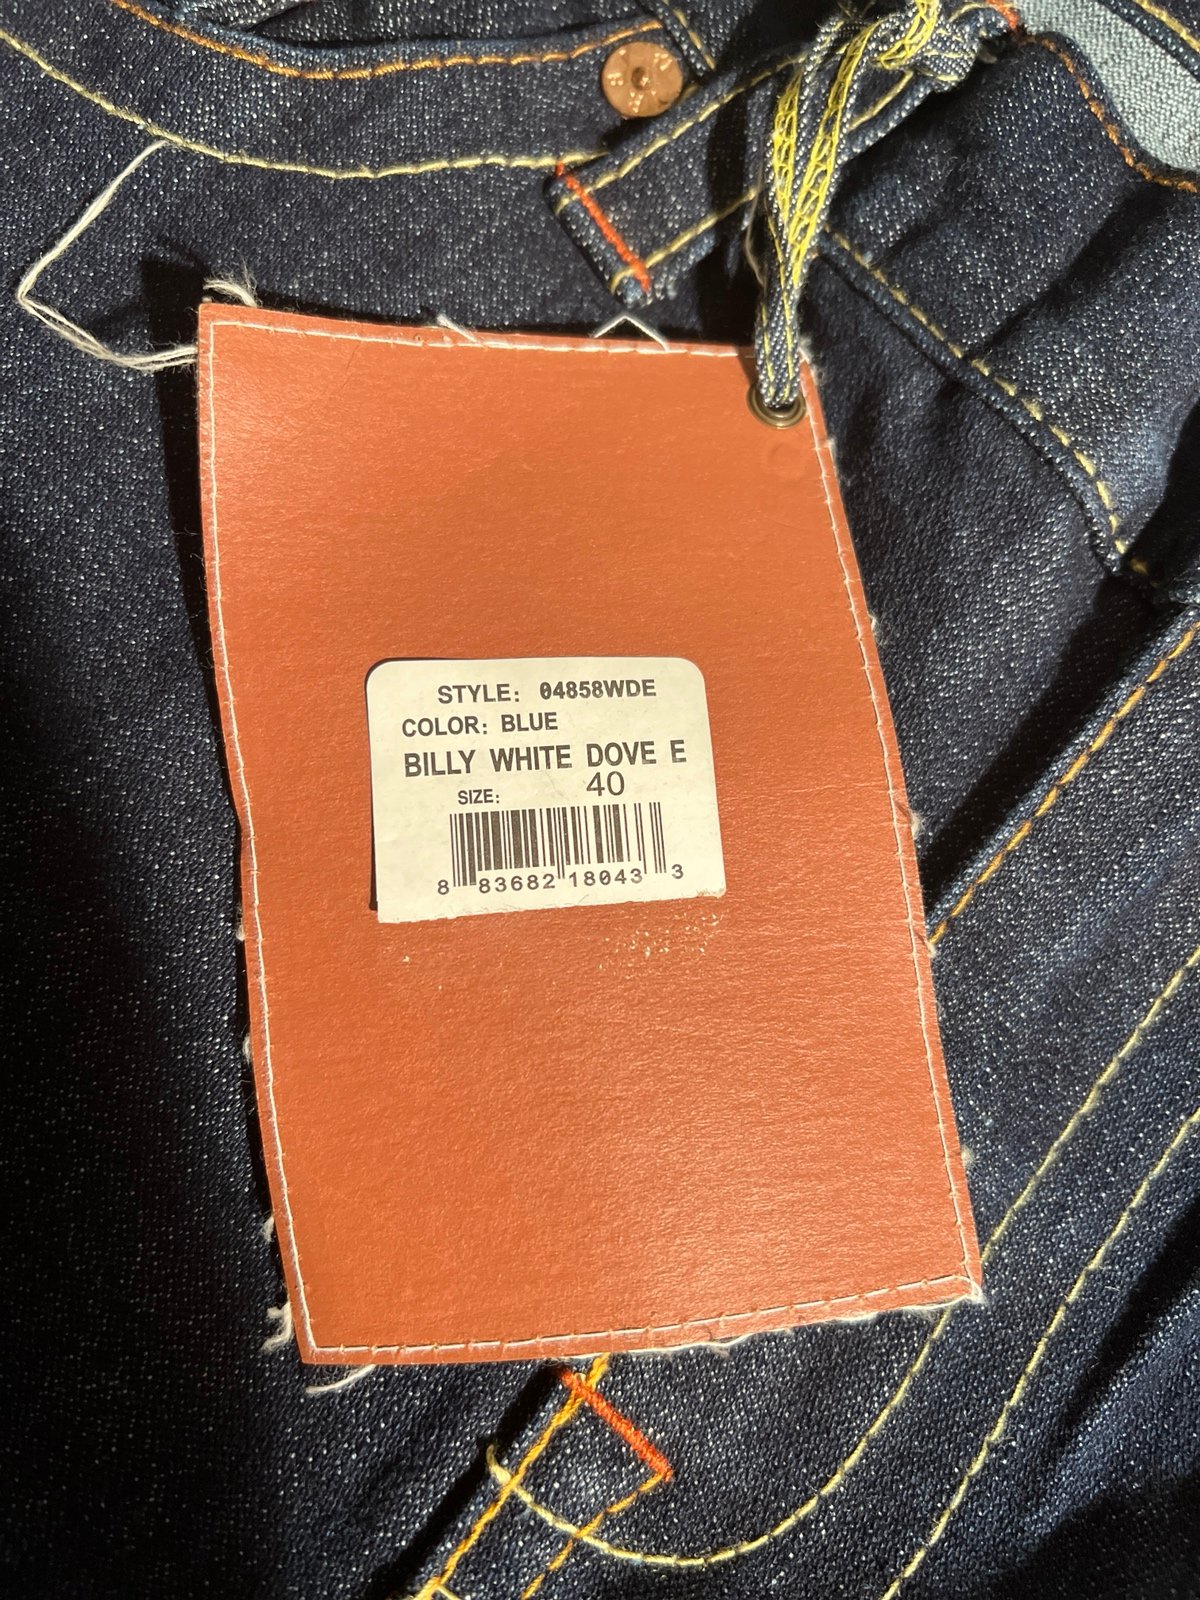 STYLE: 04858WDE
COLOR: BLUE
BILLY WHITE DOVE E
SIZE: 40
8 83682 18043 3